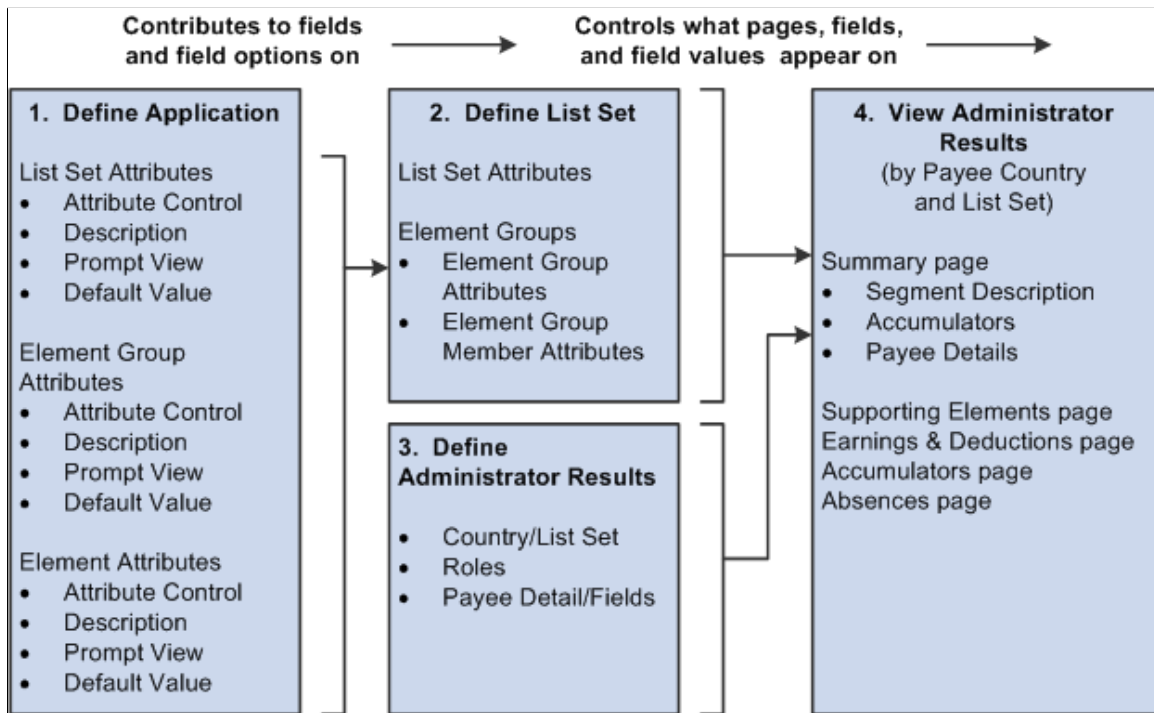 Contributes to fields
and field options on
Controls what pages, fields,
and field values appear on
1. Define Application
List Set Attributes
• Attribute Control
• Description
• Prompt View
• Default Value
Element Group
Attributes
• Attribute Control
• Description
• Prompt View
• Default Value
Element Attributes
• Attribute Control
• Description
• Prompt View
• Default Value
2. Define List Set
List Set Attributes
Element Groups
• Element Group
Attributes
• Element Group
Member Attributes
3. Define
Administrator Results
• Country/List Set
• Roles
• Payee Detail/Fields
4. View Administrator
Results
(by Payee Country
and List Set)
Summary page
• Segment Description
• Accumulators
• Payee Details
Supporting Elements page
Earnings & Deductions page
Accumulators page
Absences page